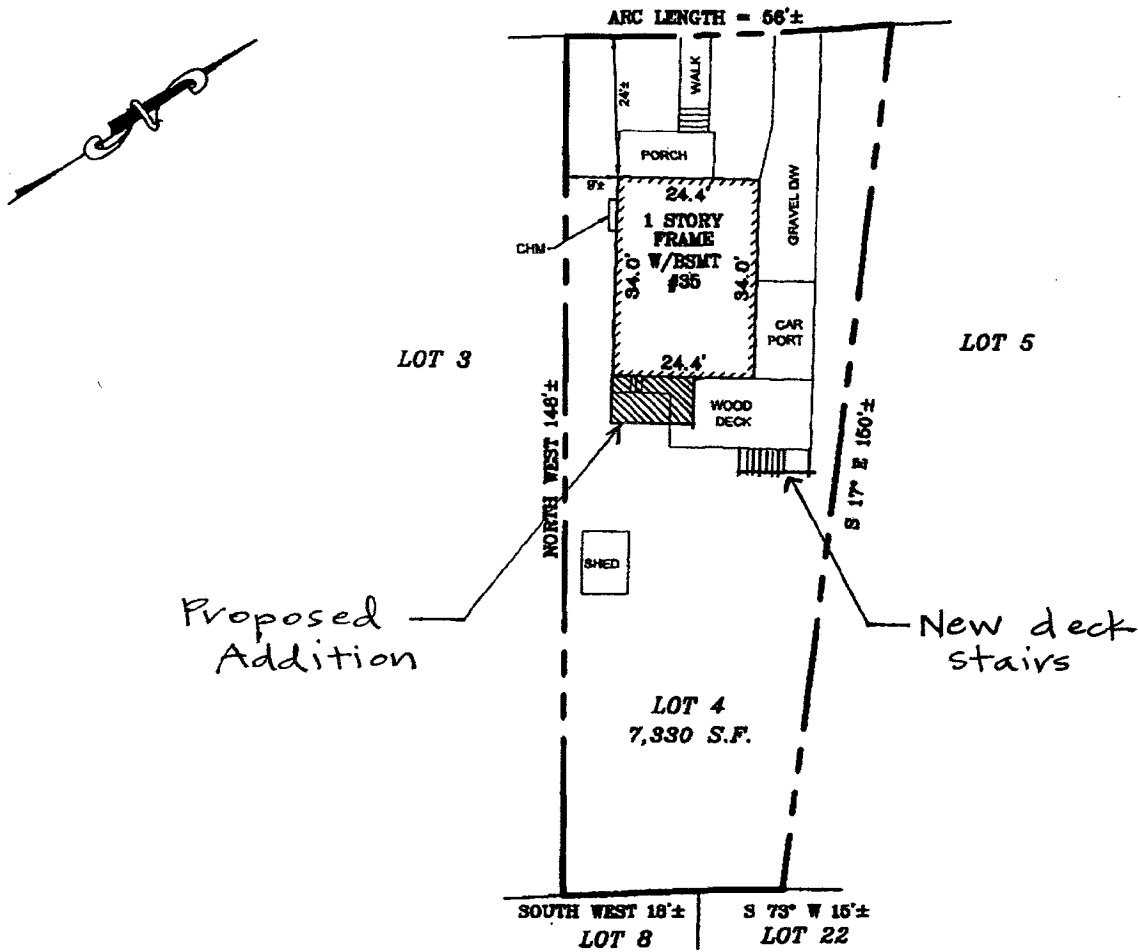 ARC LENGTH = 56'±
WALK
24'±
PORCH
9'±
24.4'
1 STORY
FRAME
W/BSMT
#35
CHM
34.0'
34.0'
GRAVEL D/W
CAR
PORT
24.4'
WOOD
DECK
LOT 3
LOT 5
NORTH WEST 148'±
S 17° E 150'±
SHED
Proposed
Addition
New deck
stairs
LOT 4
7,330 S.F.
SOUTH WEST 18'±
S 73° W 15'±
LOT 8
LOT 22